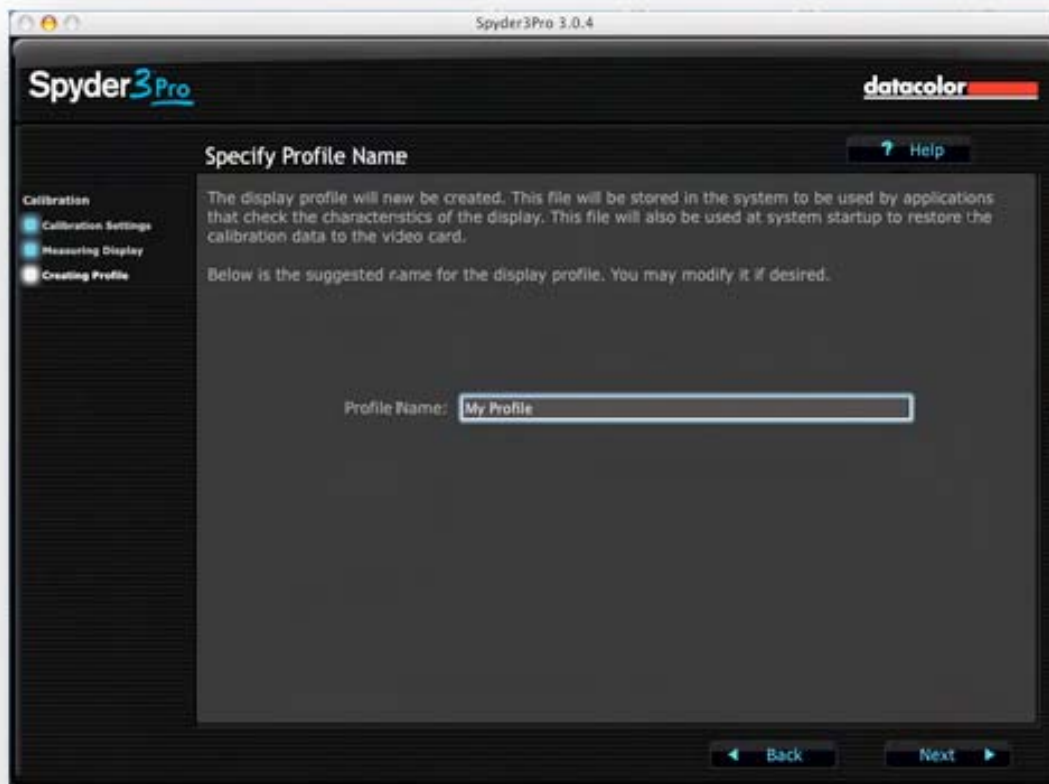 Spyder3Pro 3.0.4
Spyder3Pro
datacolor
Specify Profile Name
? Help
Calibration
Calibration Settings
Measuring Display
Creating Profile
The display profile will now be created. This file will be stored in the system to be used by applications
that check the characteristics of the display. This file will also be used at system startup to restore the
calibration data to the video card.
Below is the suggested name for the display profile. You may modify it if desired.
Profile Name:
My Profile
Back
Next